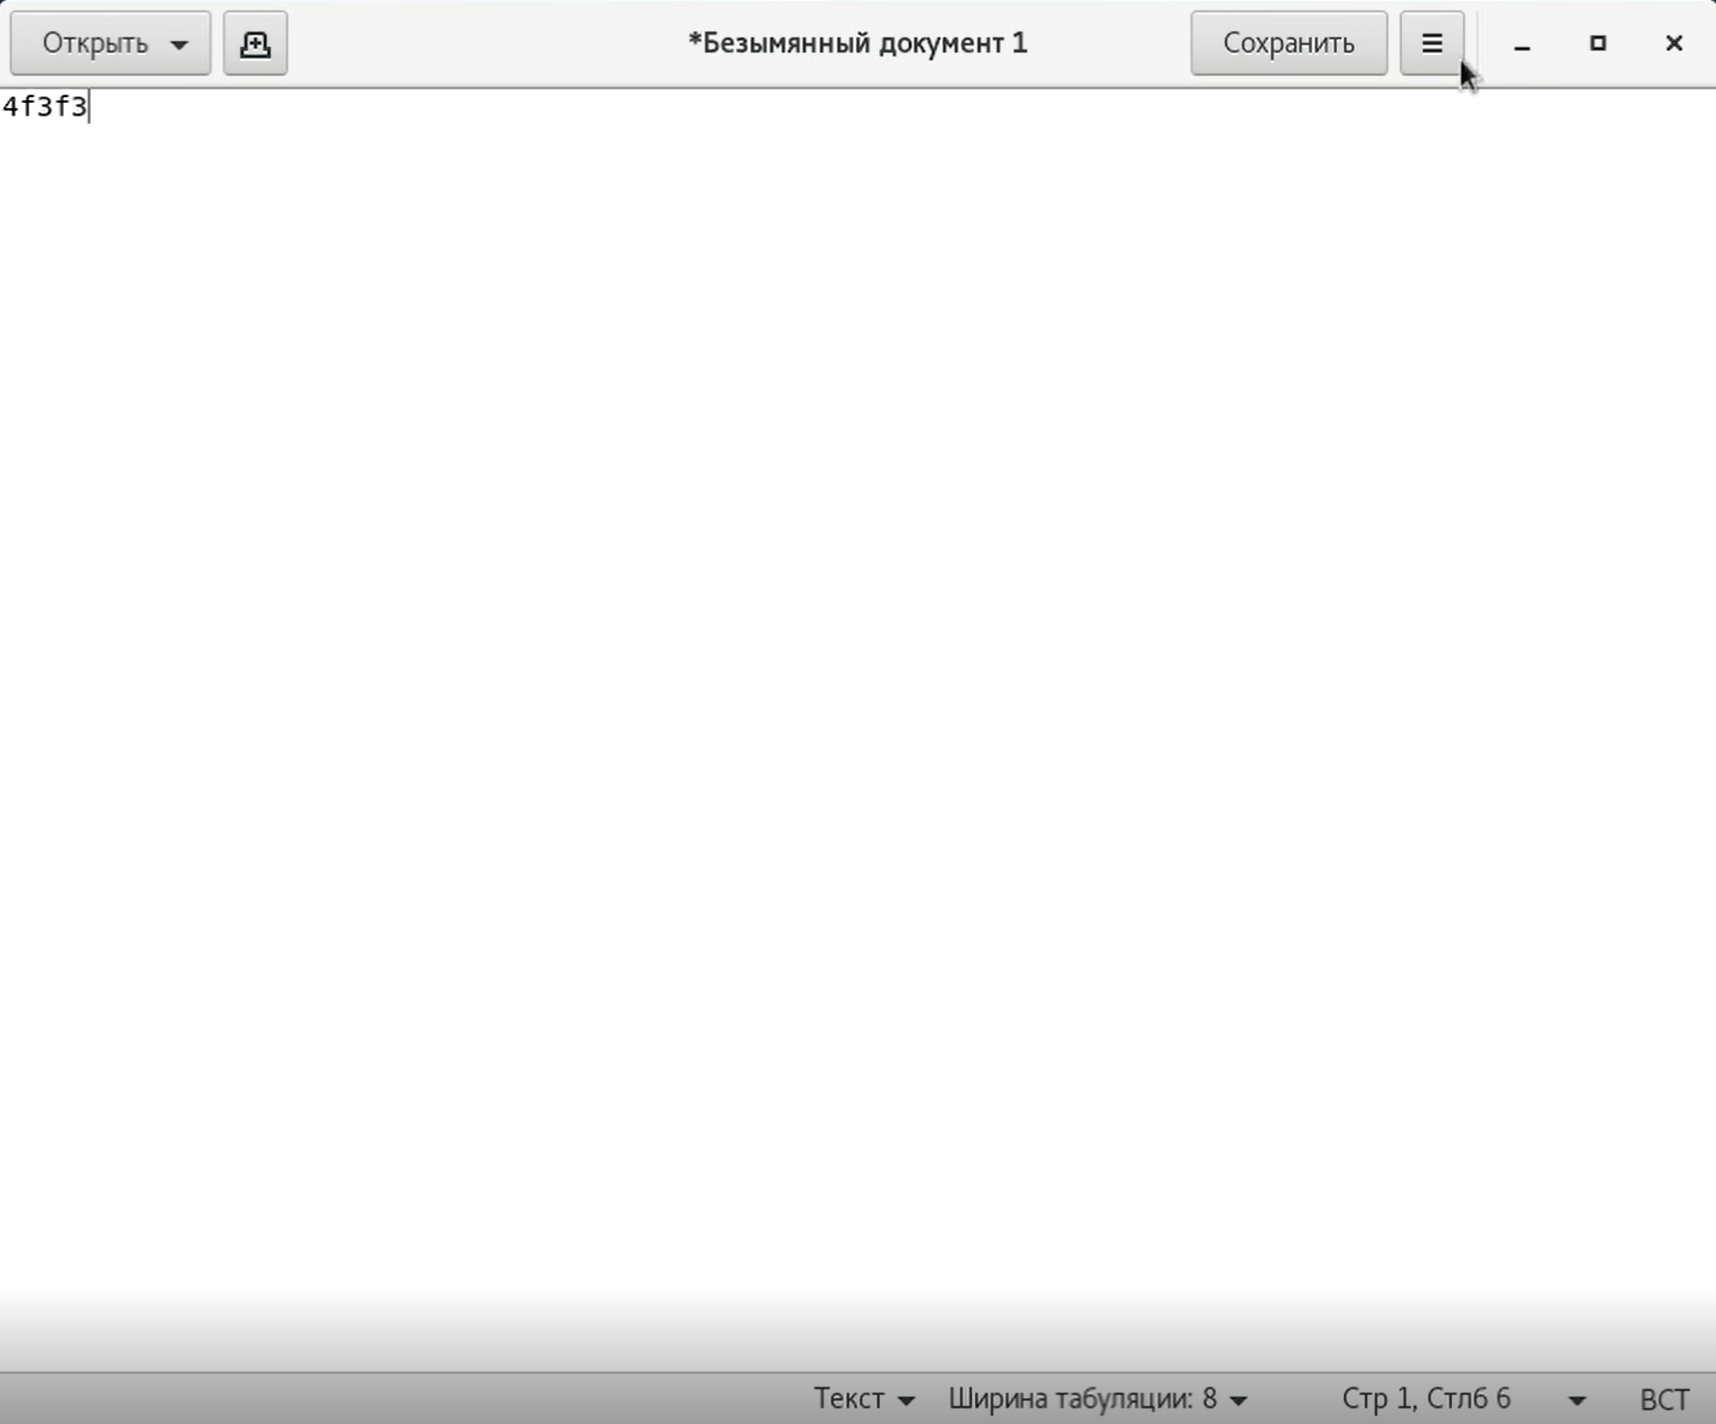 Открыть
*Безымянный документ 1
Сохранить
4f3f3
Текст Ширина табуляции: 8 Стр 1, Стлб 6 ВСТ